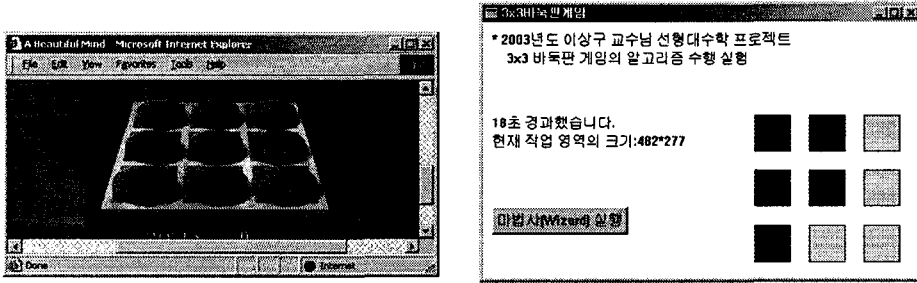 A Beautiful Mind - Microsoft Internet Explorer
File Edit View Favorites Tools Help
Done
Internet
3x3바둑판게임
* 2003년도 이상구 교수님 선형대수학 프로젝트
3x3 바둑판 게임의 알고리즘 수행 실험
18초 경과했습니다.
현재 작업 영역의 크기:482*277
마법사(Wizard) 실행